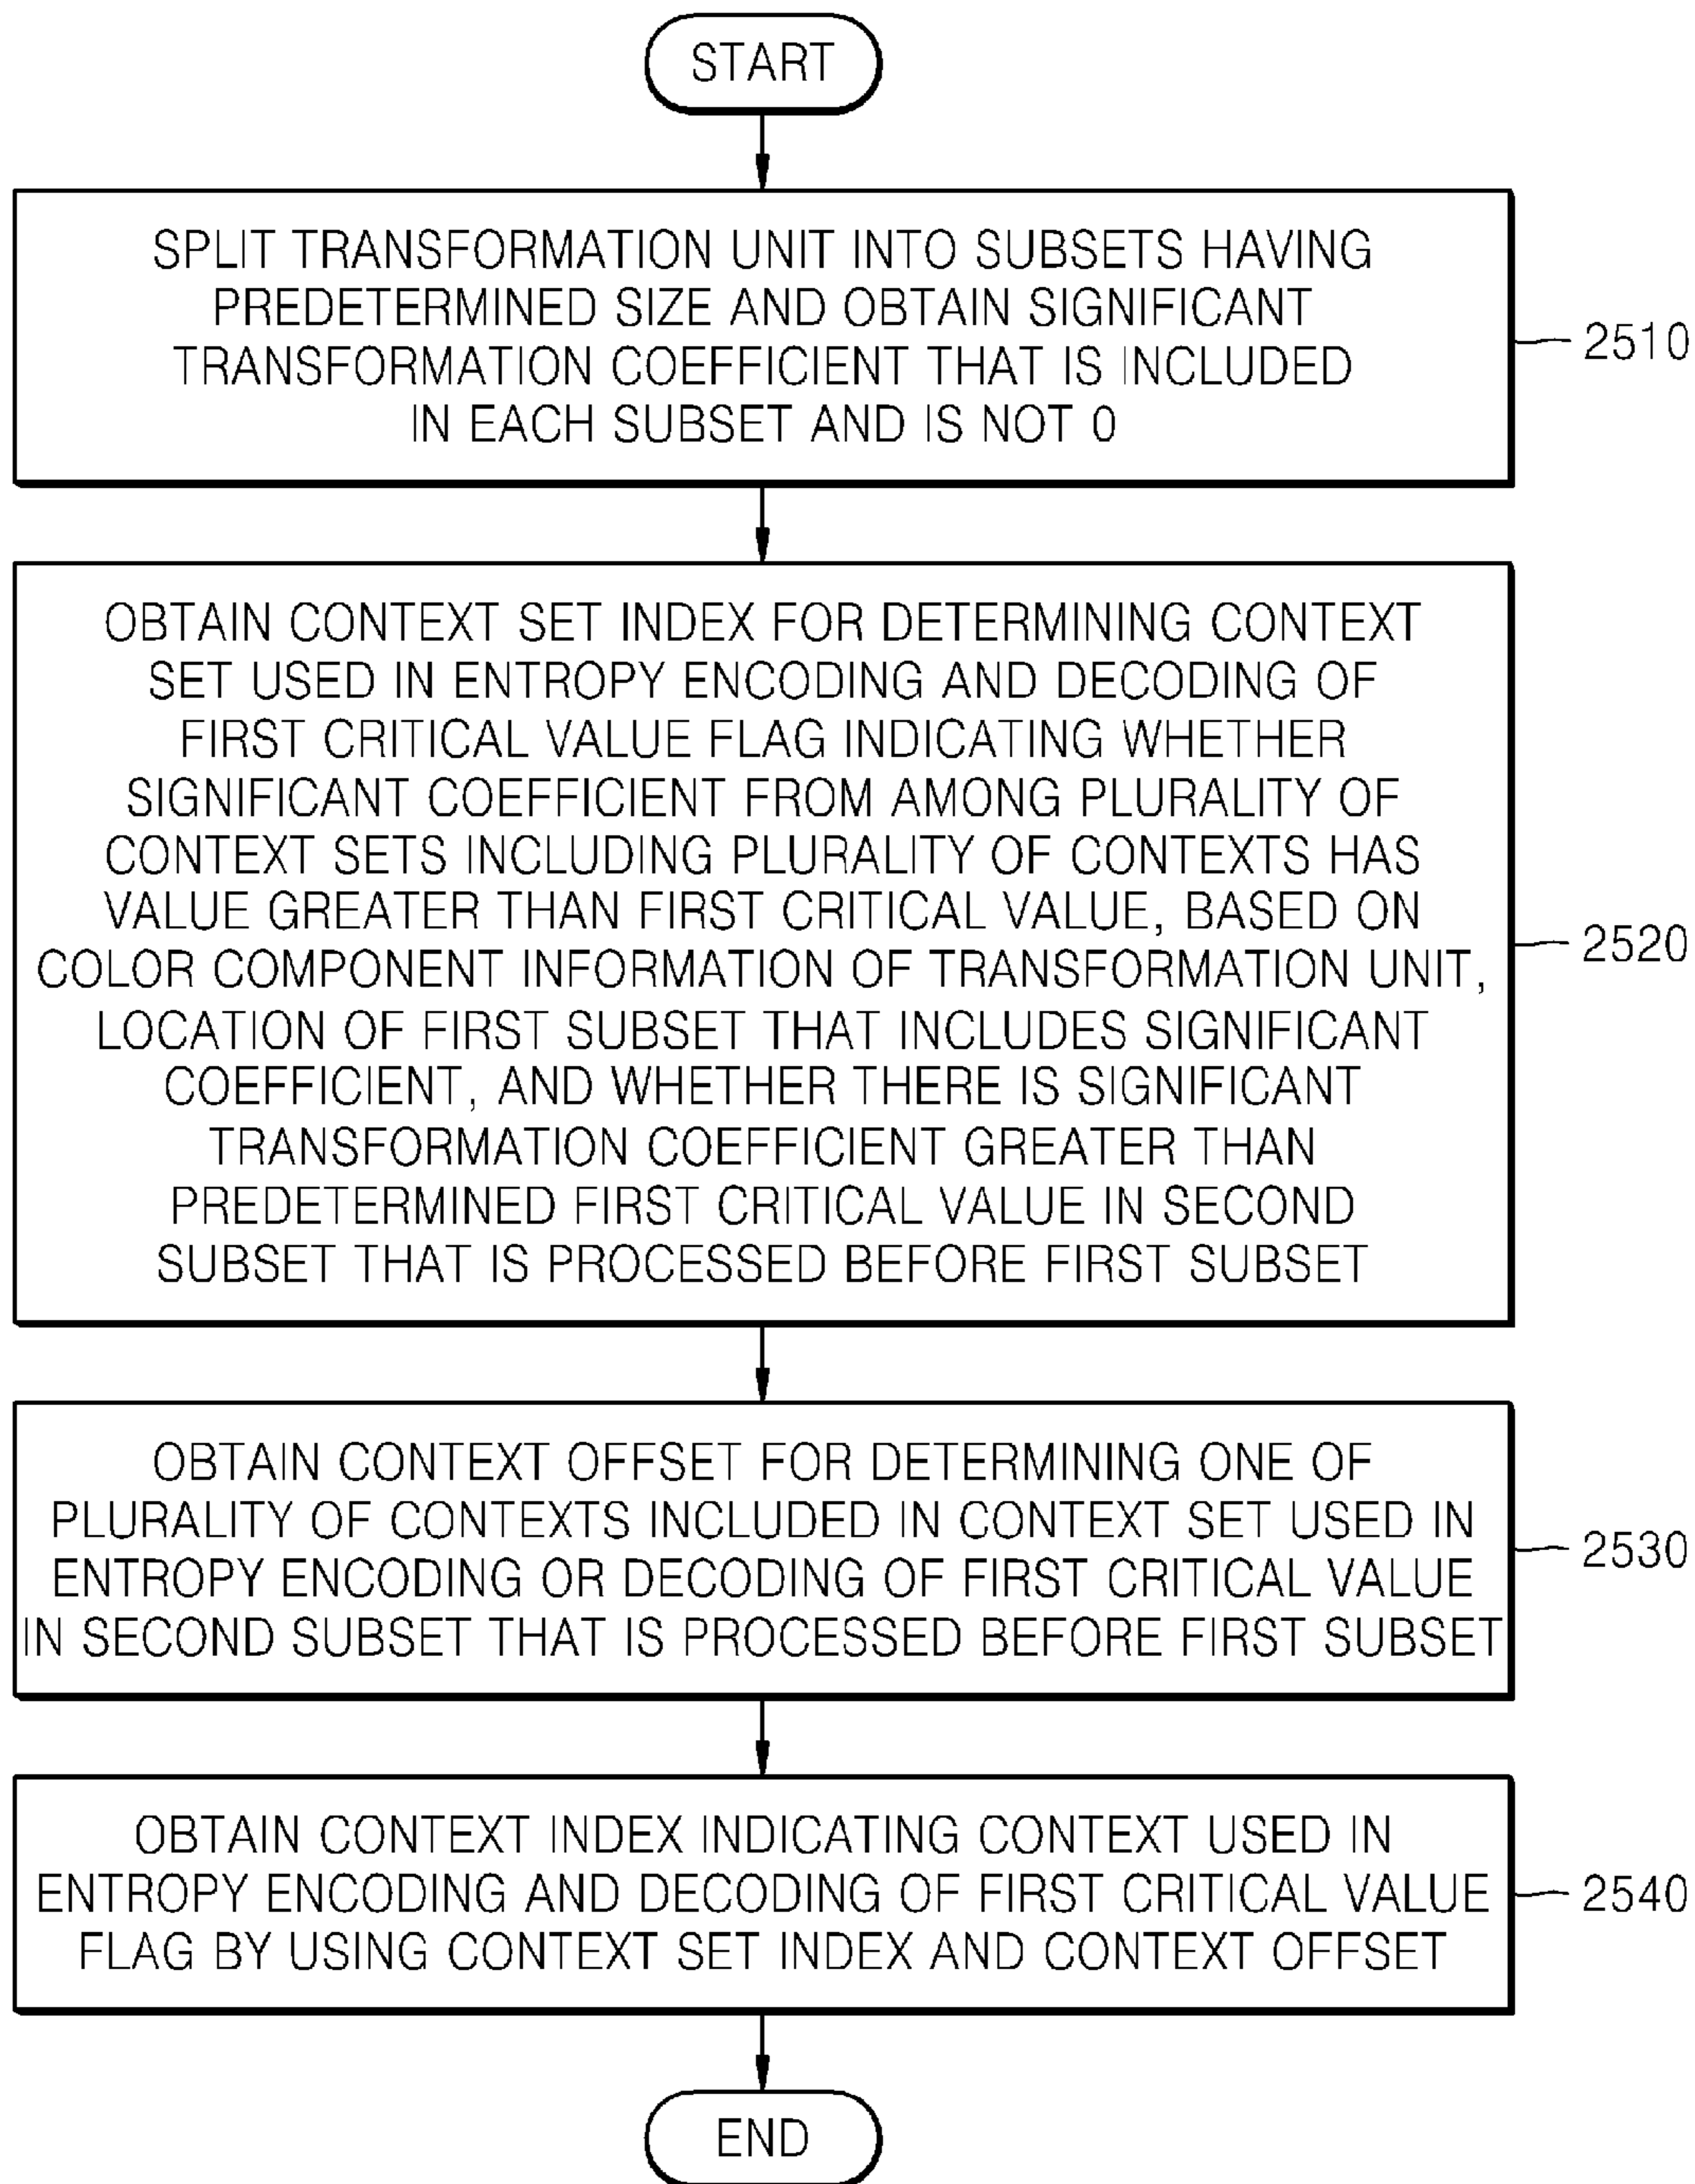 START
SPLIT TRANSFORMATION UNIT INTO SUBSETS HAVING
PREDETERMINED SIZE AND OBTAIN SIGNIFICANT
TRANSFORMATION COEFFICIENT THAT IS INCLUDED
IN EACH SUBSET AND IS NOT 0
2510
OBTAIN CONTEXT SET INDEX FOR DETERMINING CONTEXT
SET USED IN ENTROPY ENCODING AND DECODING OF
FIRST CRITICAL VALUE FLAG INDICATING WHETHER
SIGNIFICANT COEFFICIENT FROM AMONG PLURALITY OF
CONTEXT SETS INCLUDING PLURALITY OF CONTEXTS HAS
VALUE GREATER THAN FIRST CRITICAL VALUE, BASED ON
COLOR COMPONENT INFORMATION OF TRANSFORMATION UNIT,
LOCATION OF FIRST SUBSET THAT INCLUDES SIGNIFICANT
COEFFICIENT, AND WHETHER THERE IS SIGNIFICANT
TRANSFORMATION COEFFICIENT GREATER THAN
PREDETERMINED FIRST CRITICAL VALUE IN SECOND
SUBSET THAT IS PROCESSED BEFORE FIRST SUBSET
2520
OBTAIN CONTEXT OFFSET FOR DETERMINING ONE OF
PLURALITY OF CONTEXTS INCLUDED IN CONTEXT SET USED IN
ENTROPY ENCODING OR DECODING OF FIRST CRITICAL VALUE
IN SECOND SUBSET THAT IS PROCESSED BEFORE FIRST SUBSET
2530
OBTAIN CONTEXT INDEX INDICATING CONTEXT USED IN
ENTROPY ENCODING AND DECODING OF FIRST CRITICAL VALUE
FLAG BY USING CONTEXT SET INDEX AND CONTEXT OFFSET
2540
END